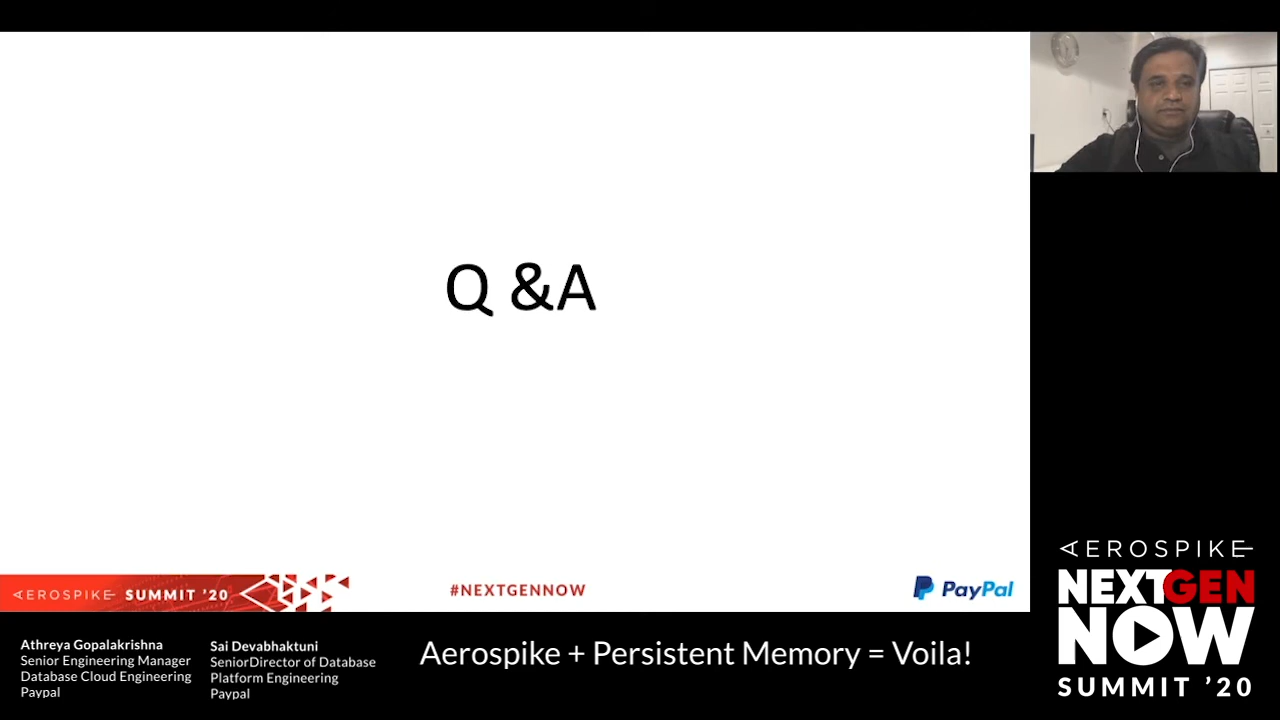 Q &A
AEROSPIKE SUMMIT '20
#NEXTGENNOW
PayPal
Athreya Gopalakrishna
Senior Engineering Manager
Database Cloud Engineering
Paypal
Sai Devabhaktuni
SeniorDirector of Database
Platform Engineering
Paypal
Aerospike + Persistent Memory = Voila!
AEROSPIKE
NEXTGEN
NOW
SUMMIT '20